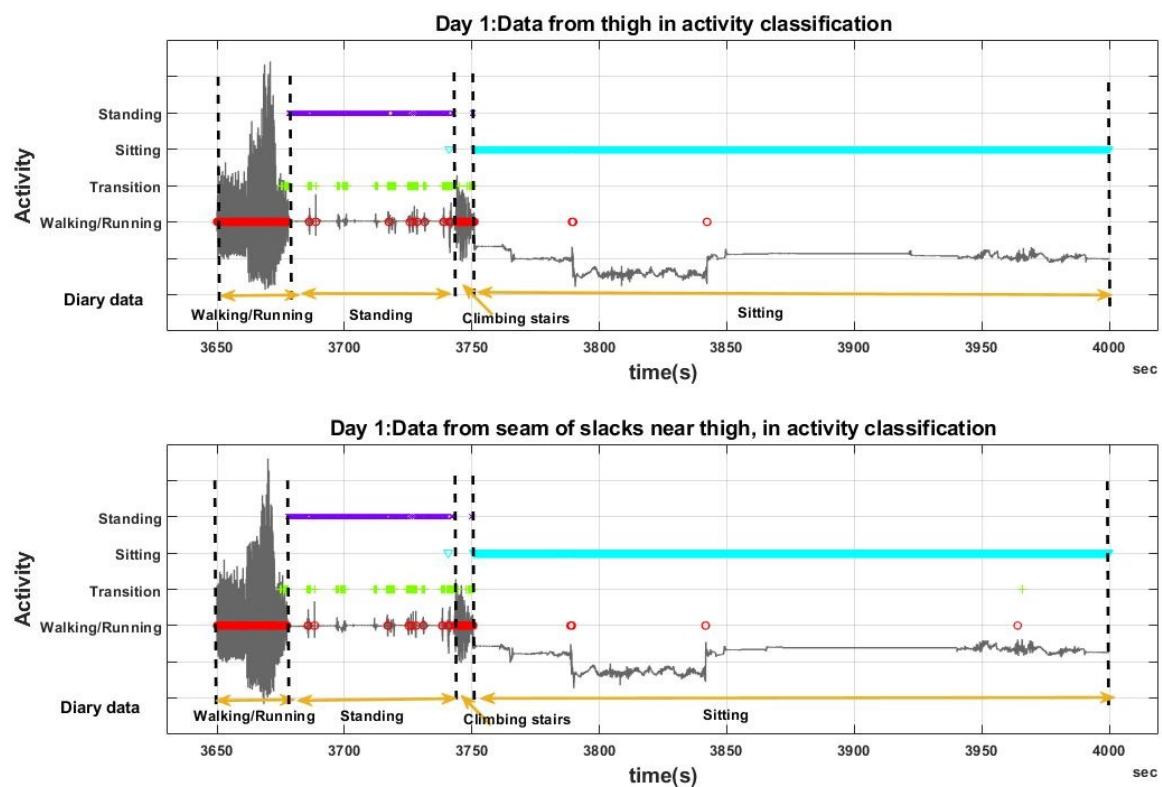 Day 1:Data from thigh in activity classification
Activity
Standing
Sitting
Transition
Walking/Running
Diary data
Walking/Running
Standing
Climbing stairs
Sitting
3650 3700 3750 3800 3850 3900 3950 4000
time(s)
sec
Day 1:Data from seam of slacks near thigh, in activity classification
Activity
Standing
Sitting
Transition
Walking/Running
Diary data
Walking/Running
Standing
Climbing stairs
Sitting
3650 3700 3750 3800 3850 3900 3950 4000
time(s)
sec